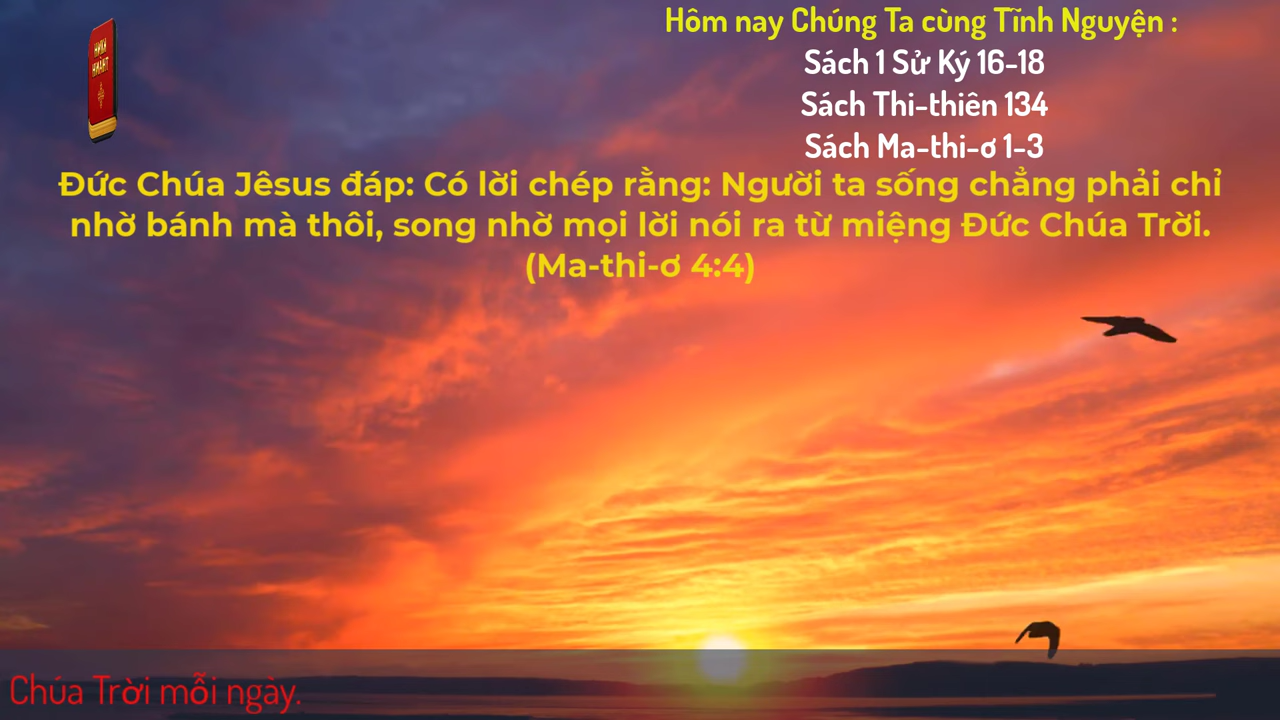 Hôm nay Chúng Ta cùng Tĩnh Nguyện :
Sách 1 Sử Ký 16-18
Sách Thi-thiên 134
Sách Ma-thi-ơ 1-3
Đức Chúa Jêsus đáp: Có lời chép rằng: Người ta sống chẳng phải chỉ
nhờ bánh mà thôi, song nhờ mọi lời nói ra từ miệng Đức Chúa Trời.
(Ma-thi-ơ 4:4)
Chúa Trời mỗi ngày.